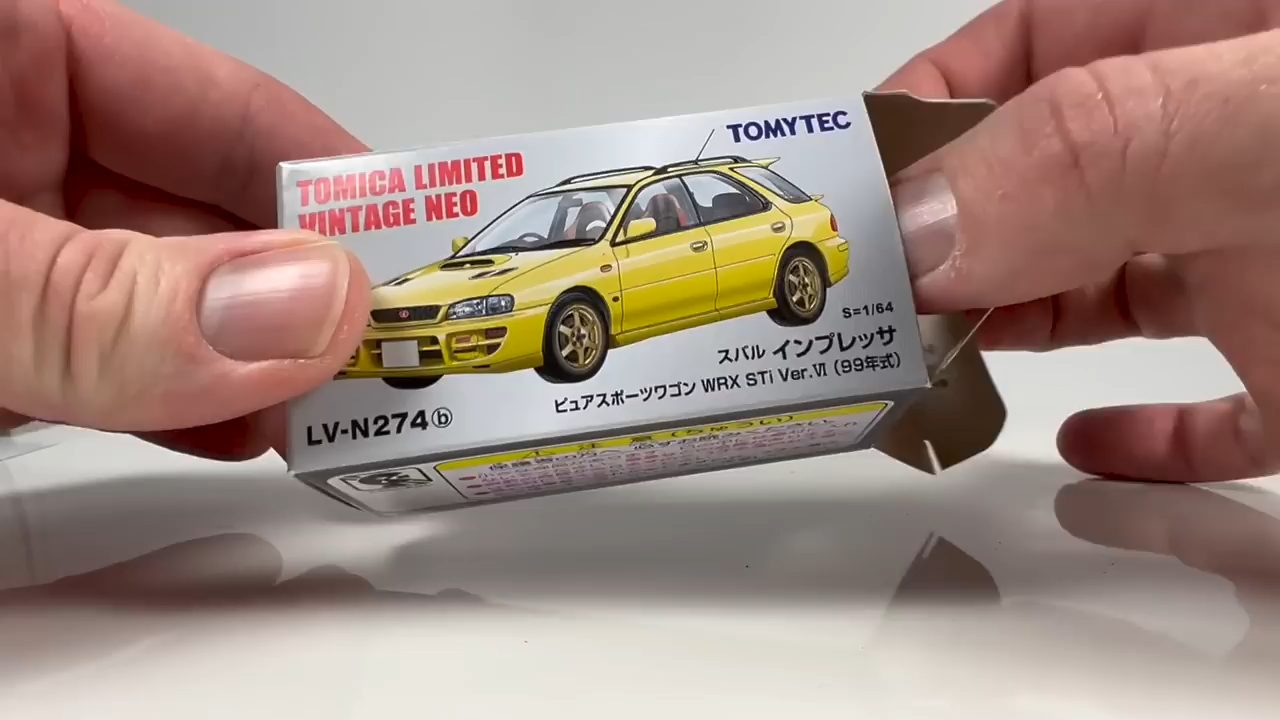 TOMICA LIMITED
VINTAGE NEO
TOMYTEC
S=1/64
スバル インプレッサ
ピュアスポーツワゴン WRX STi Ver.Ⅵ (99年式)
LV-N274ⓑ